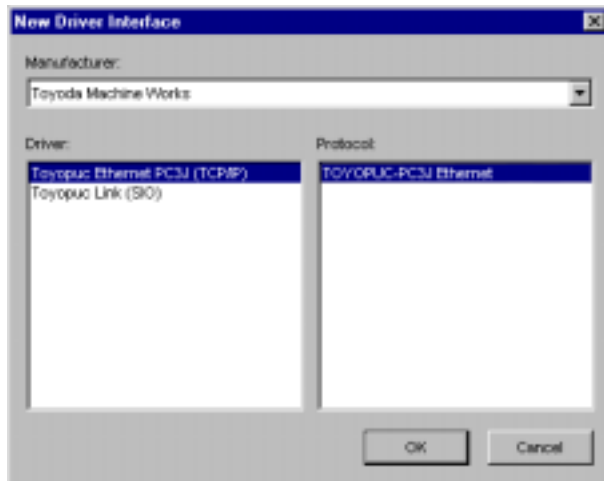 New Driver Interface
Manufacturer:
Toyoda Machine Works
Driver:
Protocol:
Toyopuc Ethernet PC3J (TCP/IP)
TOYOPUC-PC3J Ethernet
Toyopuc Link (SIO)
OK
Cancel